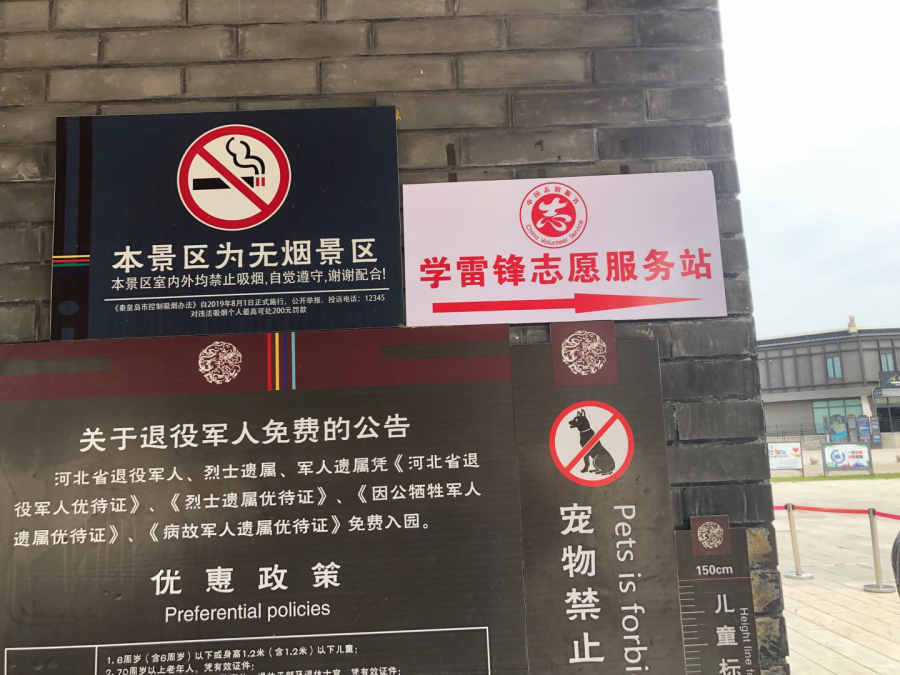 本景区为无烟景区
本景区室内外均禁止吸烟,自觉遵守,谢谢配合!
《秦皇岛市控制吸烟办法》自2019年8月1日正式施行，公开举报、投诉电话：12345
对违法吸烟个人最高可处200元罚款
中国志愿服务
志
China Volunteer Service
学雷锋志愿服务站
关于退役军人免费的公告
河北省退役军人、烈士遗属、军人遗属凭《河北省退
役军人优待证》、《烈士遗属优待证》、《因公牺牲军人
遗属优待证》、《病故军人遗属优待证》免费入园。
优惠政策
Preferential policies
1. 6周岁（含6周岁）以下或身高1.2米（含1.2米）以下儿童；
2. 70周岁以上老年人，凭有效证件；
宠物禁止
Pets is forbi
150cm
儿童标
Height line fo